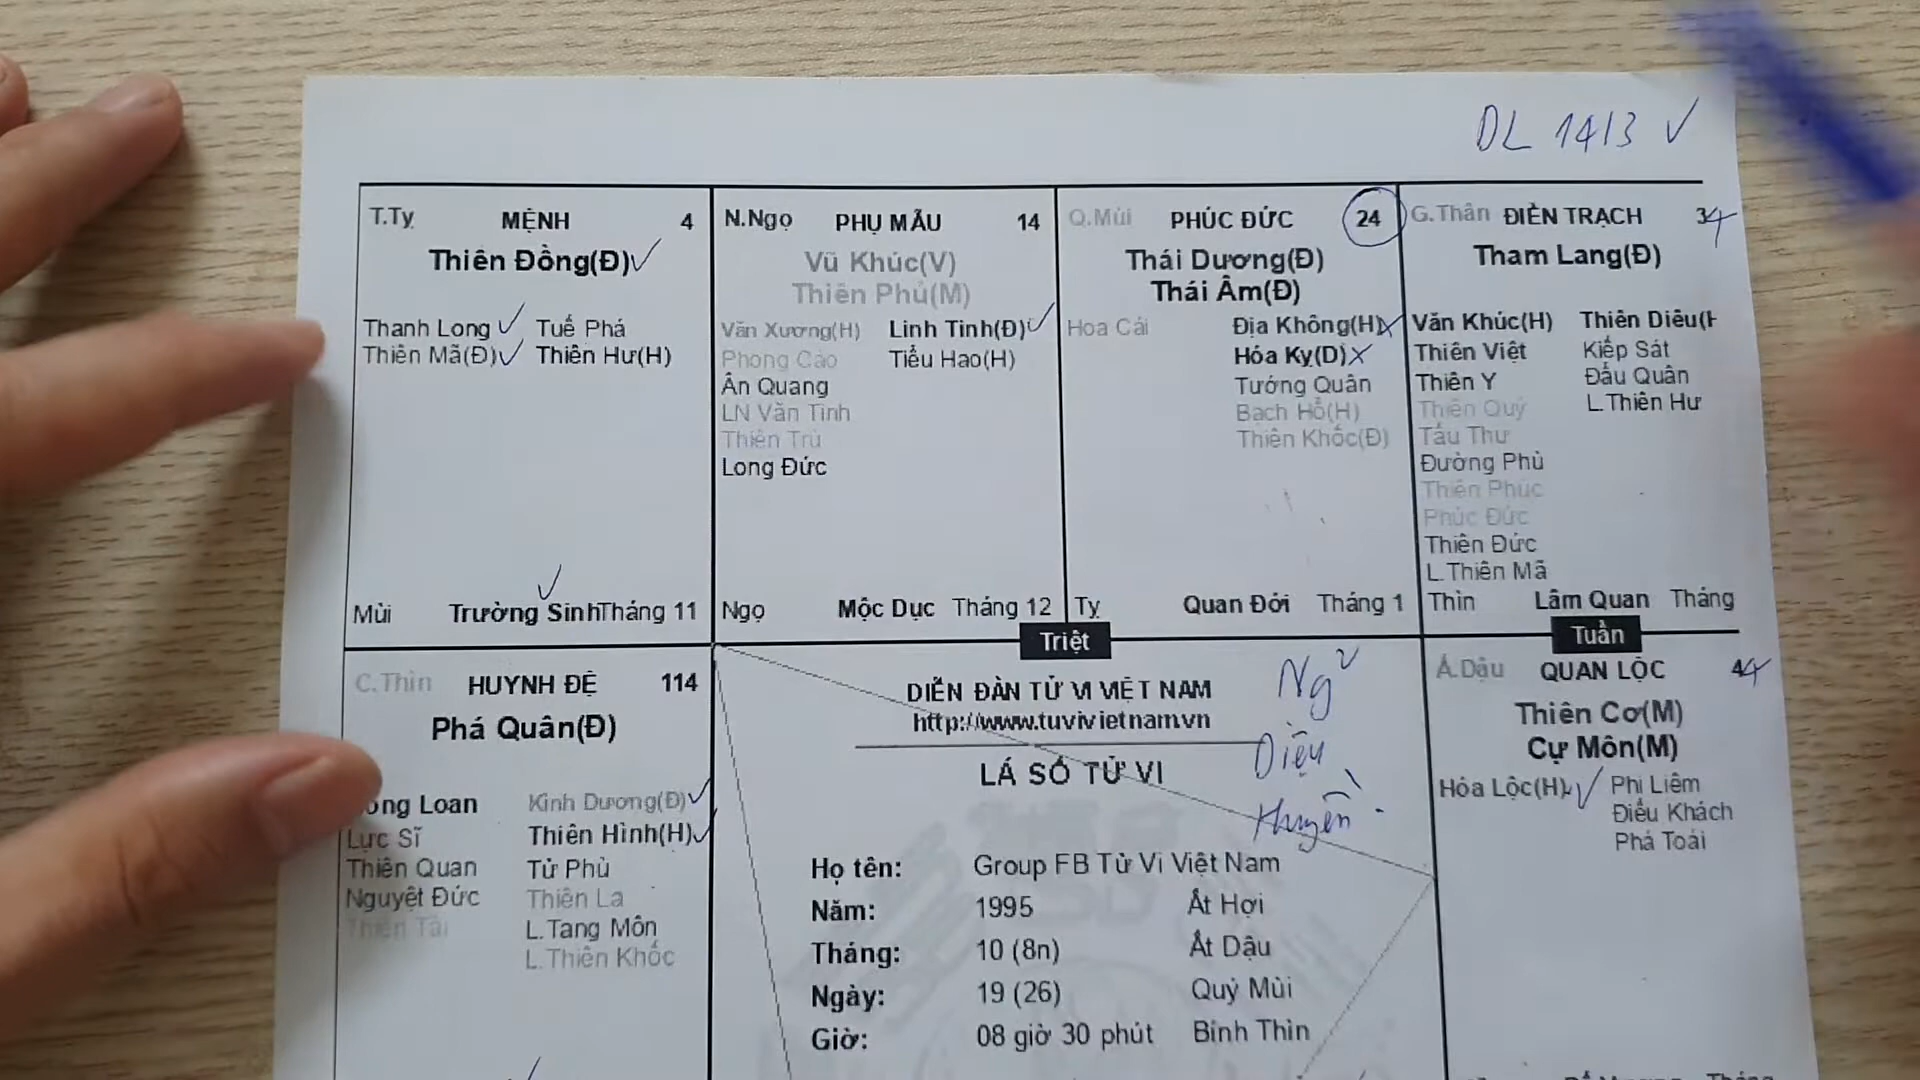 DL 1413
T.Tỵ MỆNH 4
Thiên Đồng(Đ)
Thanh Long Tuế Phá
Thiên Mã(Đ) Thiên Hư(H)
Mùi Trường Sinh Tháng 11
N.Ngọ PHỤ MẪU 14
Vũ Khúc(V)
Thiên Phủ(M)
Văn Xương(H) Linh Tinh(Đ)
Phong Cáo Tiểu Hao(H)
Ân Quang
LN Văn Tinh
Thiên Trù
Long Đức
Ngọ Mộc Dục Tháng 12
Q.Mùi PHÚC ĐỨC 24
Thái Dương(Đ)
Thái Âm(Đ)
Hoa Cái Địa Không(H)
Hóa Kỵ(D)
Tướng Quân
Bạch Hổ(H)
Thiên Khốc(Đ)
Tỵ Quan Đới Tháng 1
G.Thân ĐIỀN TRẠCH 34
Tham Lang(Đ)
Văn Khúc(H) Thiên Diêu(H
Thiên Việt Kiếp Sát
Thiên Y Đẩu Quân
Thiên Quý L.Thiên Hư
Tấu Thư
Đường Phù
Thiên Phúc
Phúc Đức
Thiên Đức
L.Thiên Mã
Thìn Lâm Quan Tháng
Triệt
Tuần
C.Thìn HUYNH ĐỆ 114
Phá Quân(Đ)
ồng Loan Kình Dương(Đ)
Lực Sĩ Thiên Hình(H)
Thiên Quan Tử Phù
Nguyệt Đức Thiên La
Thiên Tài L.Tang Môn
L.Thiên Khốc
DIỄN ĐÀN TỬ VI VIỆT NAM
http://www.tuvivietnam.vn
LÁ SỐ TỬ VI
Ng
Diệu
Huyền
Họ tên: Group FB Tử Vi Việt Nam
Năm: 1995 Ất Hợi
Tháng: 10 (8n) Ất Dậu
Ngày: 19 (26) Quý Mùi
Giờ: 08 giờ 30 phút Bính Thìn
Á.Dậu QUAN LỘC 44
Thiên Cơ(M)
Cự Môn(M)
Hóa Lộc(H) Phi Liêm
Điếu Khách
Phá Toái